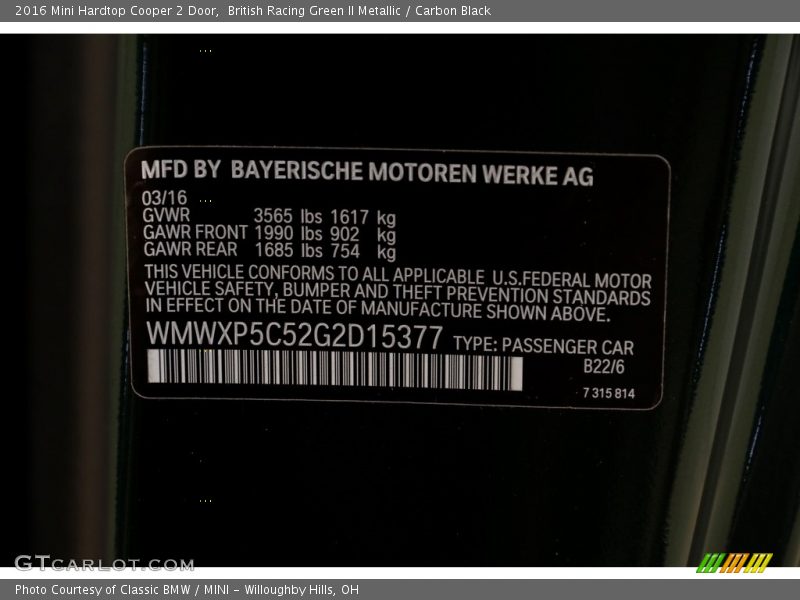 2016 Mini Hardtop Cooper 2 Door,  British Racing Green II Metallic / Carbon Black
MFD BY BAYERISCHE MOTOREN WERKE AG
03/16
GVWR 3565 lbs 1617 kg
GAWR FRONT 1990 lbs 902 kg
GAWR REAR 1685 lbs 754 kg
THIS VEHICLE CONFORMS TO ALL APPLICABLE U.S.FEDERAL MOTOR
VEHICLE SAFETY, BUMPER AND THEFT PREVENTION STANDARDS
IN EFFECT ON THE DATE OF MANUFACTURE SHOWN ABOVE.
WMWXP5C52G2D15377 TYPE: PASSENGER CAR
B22/6
7 315 814
GTCARLOT.COM
Photo Courtesy of Classic BMW / MINI - Willoughby Hills, OH